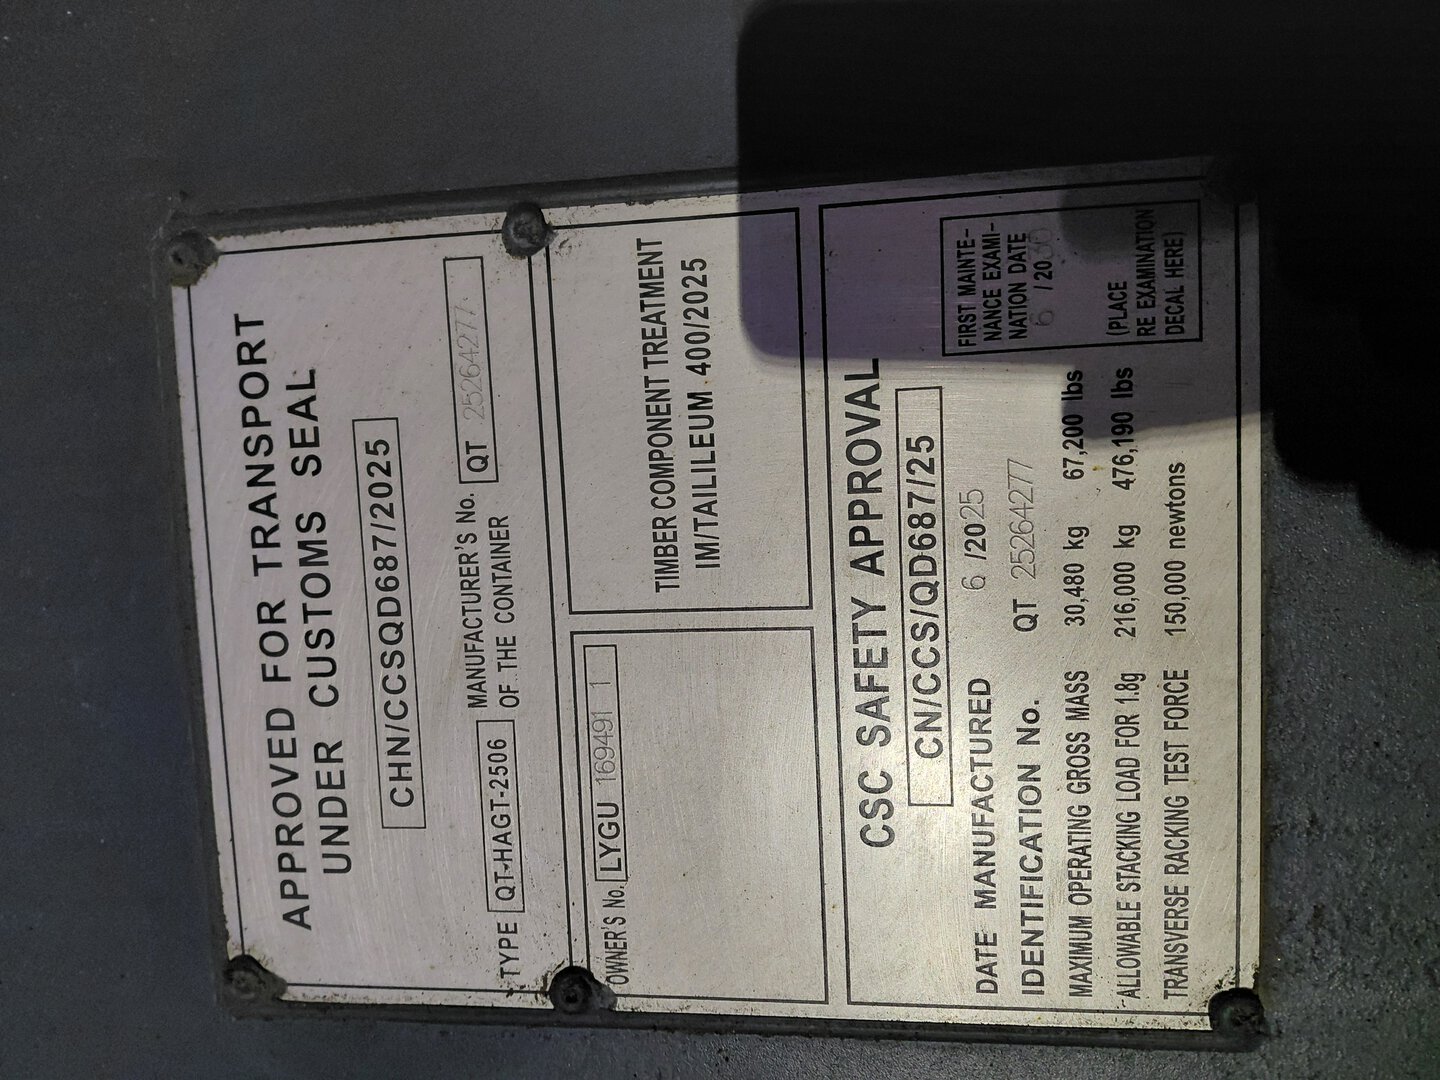 APPROVED FOR TRANSPORT
UNDER CUSTOMS SEAL
CHN/CCSQD687/2025
TYPE QT-HAGT-2506 MANUFACTURER'S No. QT 25264277
OF THE CONTAINER
OWNER'S No. LYGU 169491 1
TIMBER COMPONENT TREATMENT
IM/TAILILEUM 400/2025
CSC SAFETY APPROVAL
CN/CCCS/QD687/25
DATE MANUFACTURED 6 /2025
IDENTIFICATION No. QT 25264277
MAXIMUM OPERATING GROSS MASS 30,480 kg 67,200 lbs
ALLOWABLE STACKING LOAD FOR 1.8g 216,000 kg 476,190 lbs
TRANSVERSE RACKING TEST FORCE 150,000 newtons
FIRST MAINTE-
NANCE EXAMI-
NATION DATE
6 /2030
(PLACE
RE EXAMINATION
DECAL HERE)